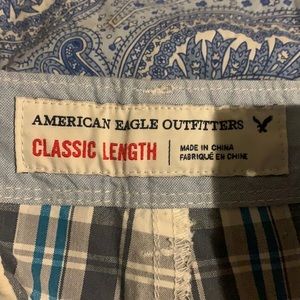 AMERICAN EAGLE OUTFITTERS
CLASSIC LENGTH
MADE IN CHINA
FABRIQUÉ EN CHINE